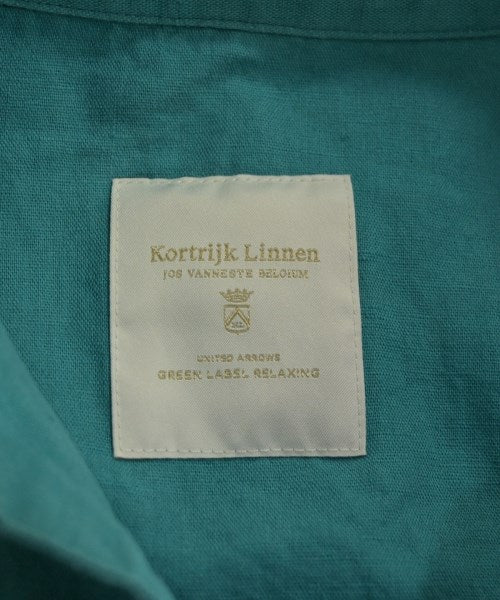 Kortrijk Linnen
JOS VANNESTE BELGIUM
UNITED ARROWS
GREEN LABEL RELAXING